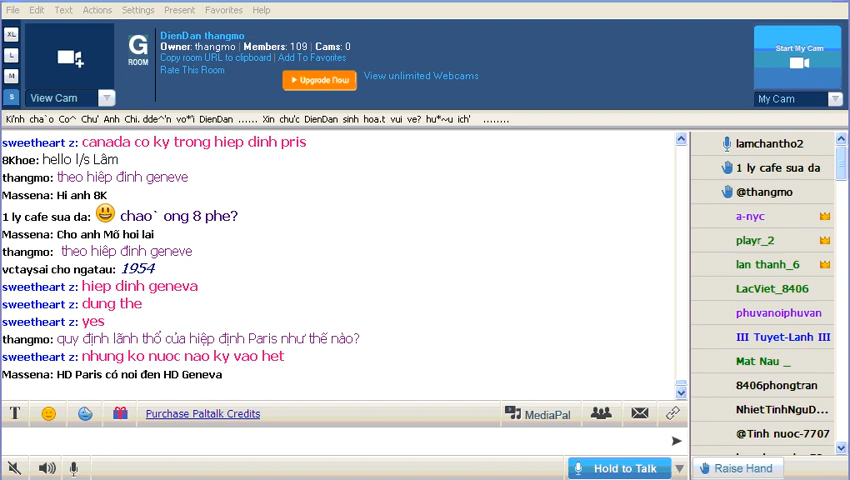 File Edit Text Actions Settings Present Favorites Help
XL
L
M
S
View Cam
G
ROOM
DienDan thangmo
Owner: thangmo | Members: 109 | Cams: 0
Copy room URL to clipboard | Add To Favorites
Rate This Room
Upgrade Now
View unlimited Webcams
Start My Cam
My Cam
Ki'nh cha`o Co^ Chu' Anh Chi. dde^'n vo*'i DienDan ...... Xin chu'c DienDan sinh hoa.t vui ve? hu*~u ich' ........
sweetheart z: canada co ky trong hiep dinh pris
8Khoe: hello l/s Lâm
thangmo: theo hiệp đinh geneve
Massena: Hi anh 8K
1 ly cafe sua da: chao` ong 8 phe?
Massena: Cho anh Mõ hoi lai
thangmo: theo hiêp đinh geneve
vctaysai cho ngatau: 1954
sweetheart z: hiep dinh geneva
sweetheart z: dung the
sweetheart z: yes
thangmo: quy định lãnh thổ của hiệp định Paris như thế nào?
sweetheart z: nhung ko nuoc nao ky vao het
Massena: HD Paris có noi đen HD Geneva
T
Purchase Paltalk Credits
MediaPal
Hold to Talk
lamchantho2
1 ly cafe sua da
@thangmo
a-nyc
playr_2
lan thanh_6
LacViet_8406
phuvanoiphuvan
III Tuyet-Lanh III
Mat Nau _
8406phongtran
NhietTinhNguD...
@Tinh nuoc-7707
Raise Hand